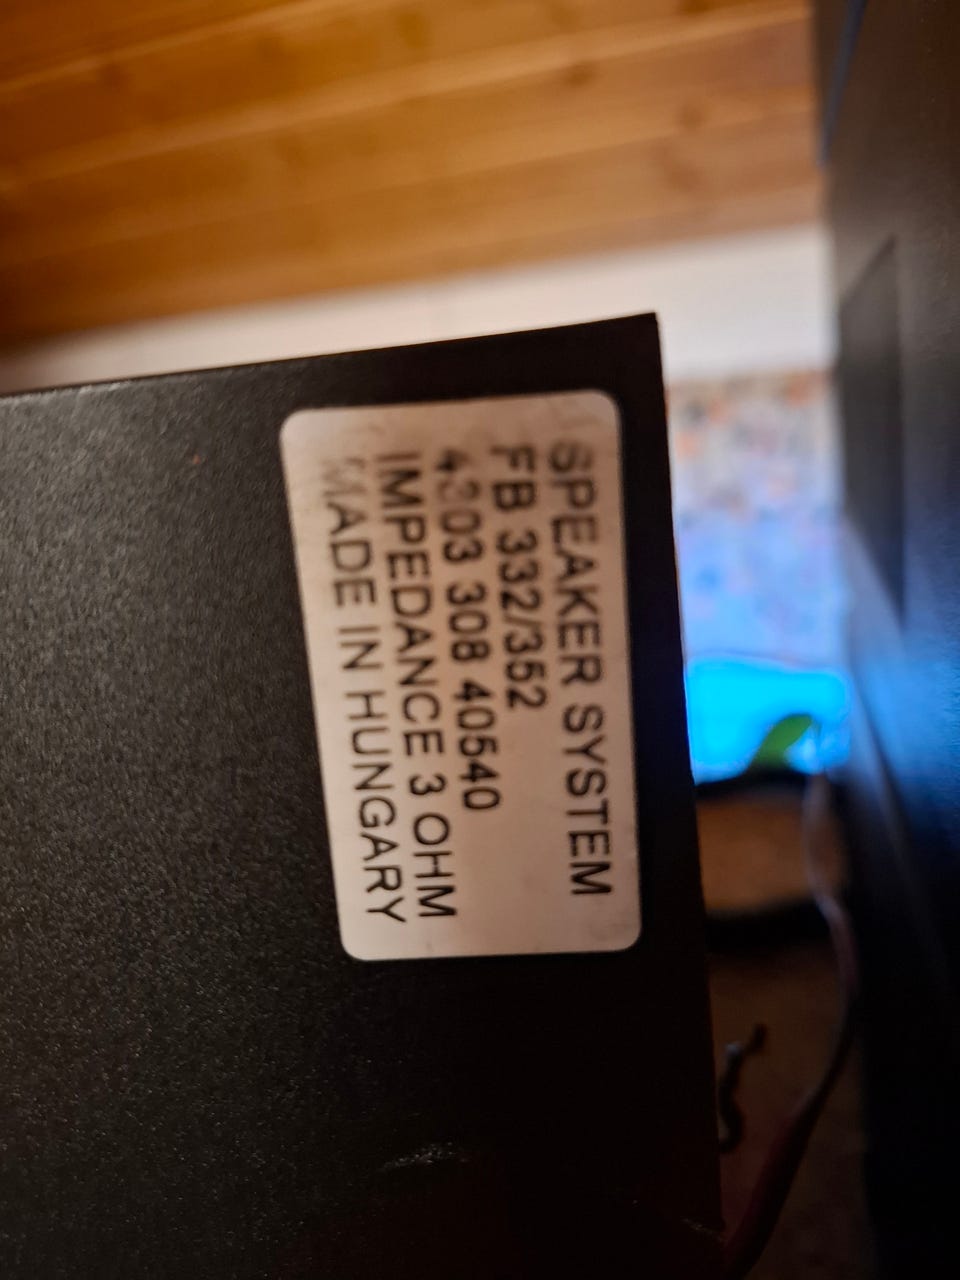 SPEAKER SYSTEM
FB 332/352
4303 308 40540
IMPEDANCE 3 OHM
MADE IN HUNGARY